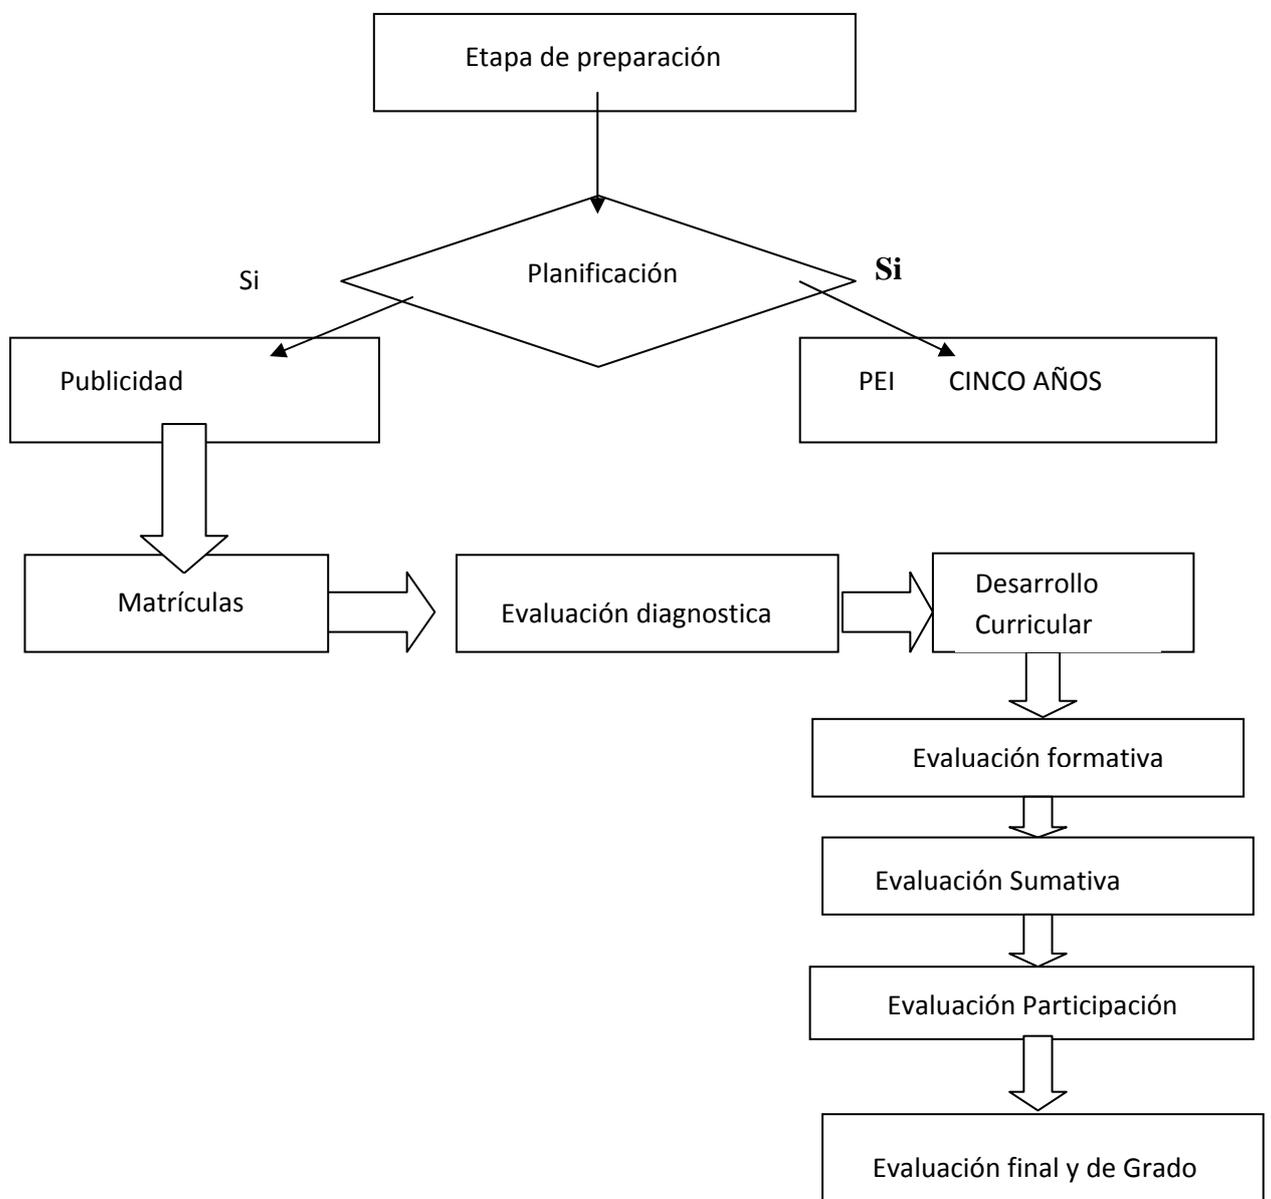 Etapa de preparación
Planificación
Si
Si
Publicidad
PEI CINCO AÑOS
Matrículas
Evaluación diagnostica
Desarrollo
Curricular
Evaluación formativa
Evaluación Sumativa
Evaluación Participación
Evaluación final y de Grado